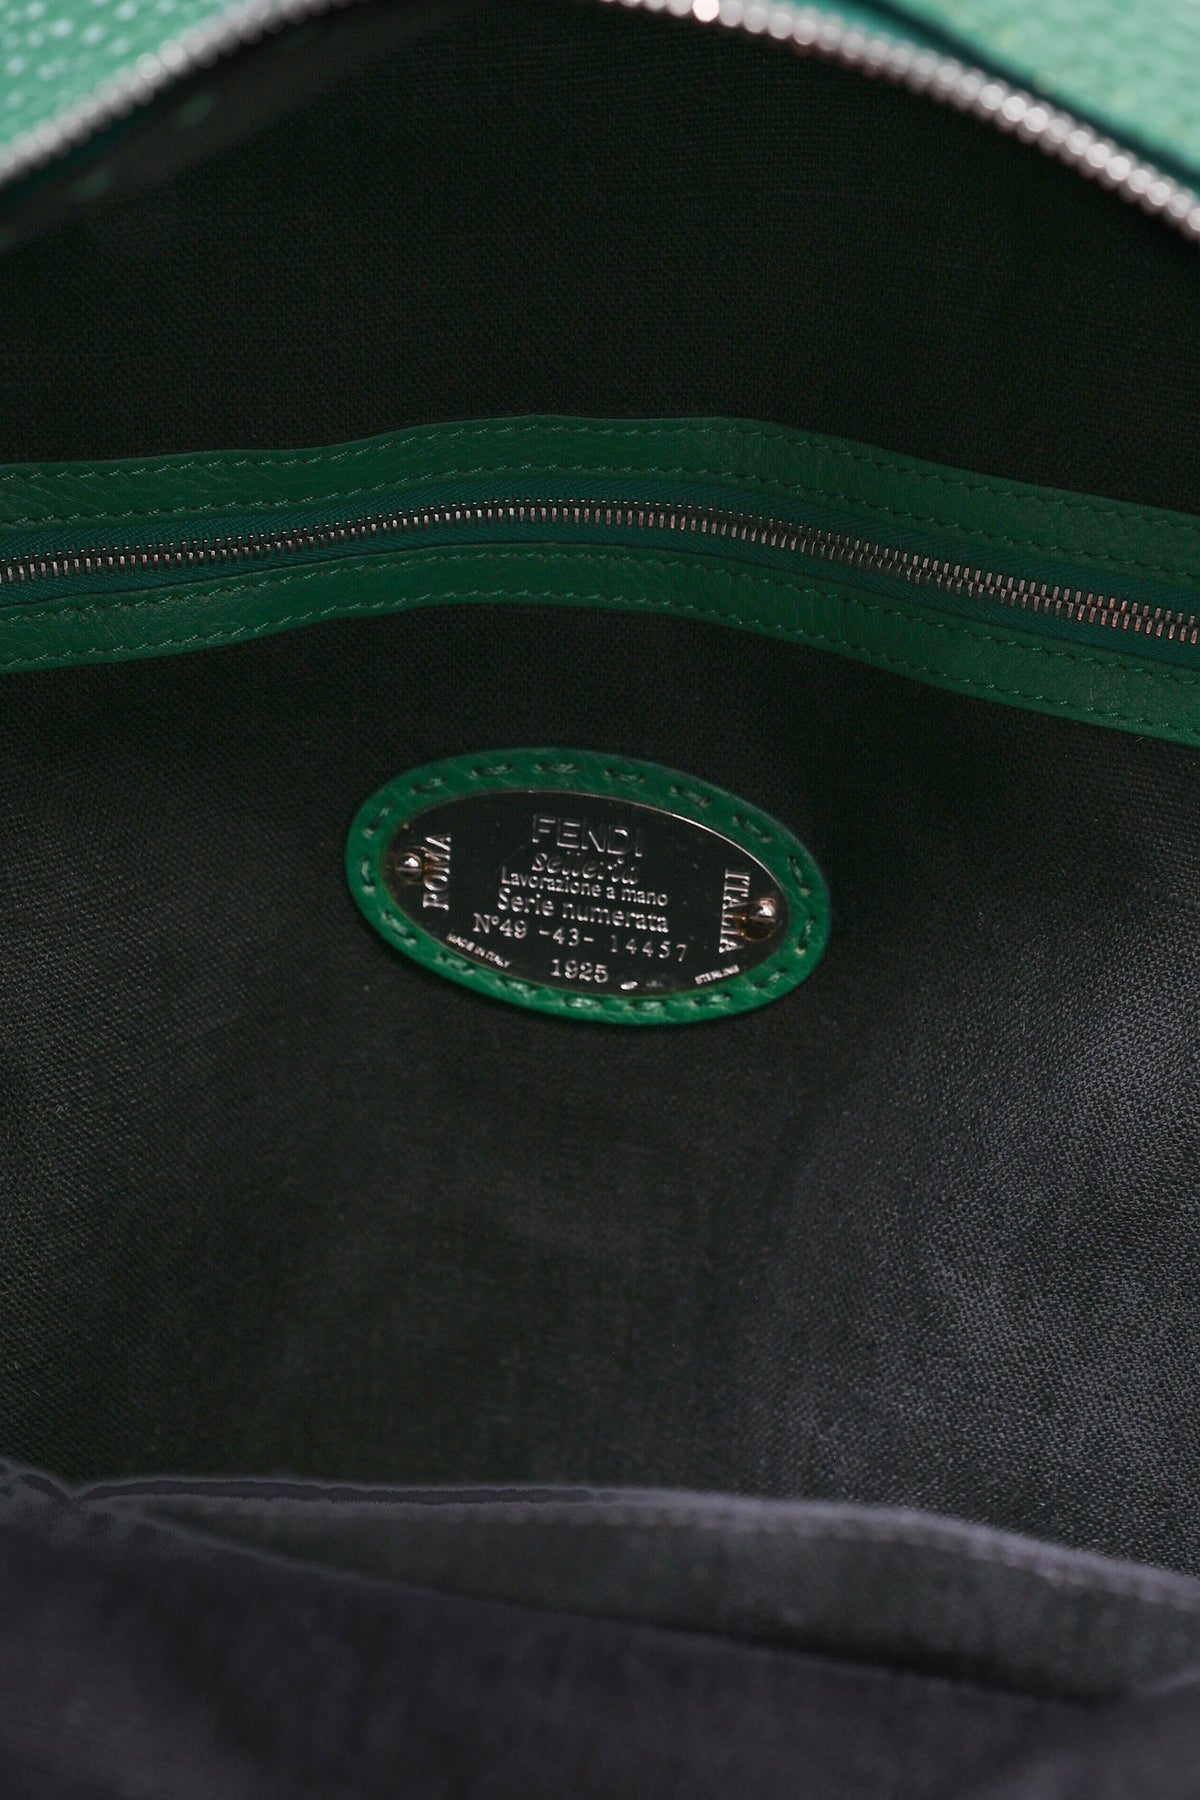 FENDI
Selleria
Lavorazione a mano
Serie numerata
N°49 -43- 14457
1925
ROMA
L'ITALIA
MADE IN ITALY
STERLING